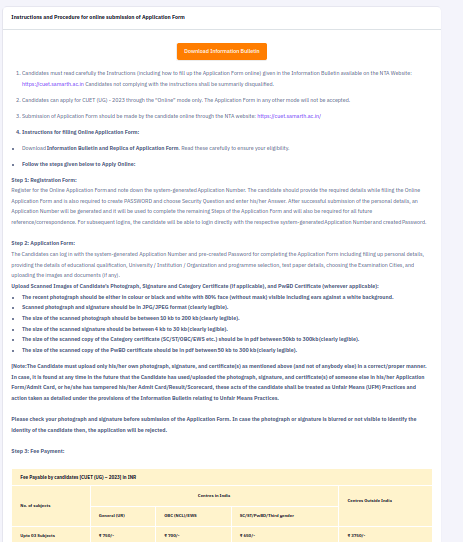 Instructions and Procedure for online submission of Application Form
Download Information Bulletin
1. Candidates must read carefully the Instructions (including how to fill up the Application Form online) given in the Information Bulletin available on the NTA Website:
https://cuet.samarth.ac.in Candidates not complying with the instructions shall be summarily disqualified.
2. Candidates can apply for CUET (UG) - 2023 through the "Online" mode only. The Application Form in any other mode will not be accepted.
3. Submission of Application Form should be made by the candidate online through the NTA website: https://cuet.samarth.ac.in/
4. Instructions for filling Online Application Form:
• Download Information Bulletin and Replica of Application Form. Read these carefully to ensure your eligibility.
• Follow the steps given below to Apply Online:
Step 1: Registration Form:
Register for the Online Application Form and note down the system-generated Application Number. The candidate should provide the required details while filling the Online
Application Form and is also required to create PASSWORD and choose Security Question and enter his/her Answer. After successful submission of the personal details, an
Application Number will be generated and it will be used to complete the remaining Steps of the Application Form and will also be required for all future
reference/correspondence. For subsequent logins, the candidate will be able to login directly with the respective system-generated Application Number and created Password.
Step 2: Application Form:
The Candidates can log in with the system-generated Application Number and pre-created Password for completing the Application Form including filling up personal details,
providing the details of educational qualification, University / Institution / Organization and programme selection, test paper details, choosing the Examination Cities, and
uploading the images and documents (if any).
Upload Scanned Images of Candidate's Photograph, Signature and Category Certificate (if applicable), and PwBD Certificate (wherever applicable):
• The recent photograph should be either in colour or black and white with 80% face (without mask) visible including ears against a white background.
• Scanned photograph and signature should be in JPG/JPEG format (clearly legible).
• The size of the scanned photograph should be between 10 kb to 200 kb (clearly legible).
• The size of the scanned signature should be between 4 kb to 30 kb (clearly legible).
• The size of the scanned copy of the Category certificate (SC/ST/OBC/EWS etc.) should be in pdf between 50kb to 300kb (clearly legible).
• The size of the scanned copy of the PwBD certificate should be in pdf between 50 kb to 300 kb (clearly legible).
[Note: The Candidate must upload only his/her own photograph, signature, and certificate(s) as mentioned above (and not of anybody else) in a correct/proper manner.
In case, it is found at any time in the future that the Candidate has used/uploaded the photograph, signature, and certificate(s) of someone else in his/her Application
Form/Admit Card, or he/she has tampered his/her Admit Card/Result/Scorecard, these acts of the candidate shall be treated as Unfair Means (UFM) Practices and
action taken as detailed under the provisions of the Information Bulletin relating to Unfair Means Practices.
Please check your photograph and signature before submission of the Application Form. In case the photograph or signature is blurred or not visible to identify the
identity of the candidate then, the application will be rejected.
Step 3: Fee Payment:
Fee Payable by candidates (CUET (UG) – 2023) in INR
No. of subjects
Centres in India
Centres Outside India
General (UR)
OBC (NCL)/EWS
SC/ST/PwBD/Third gender
Upto 03 Subjects
₹ 750/-
₹ 700/-
₹ 650/-
₹ 3750/-